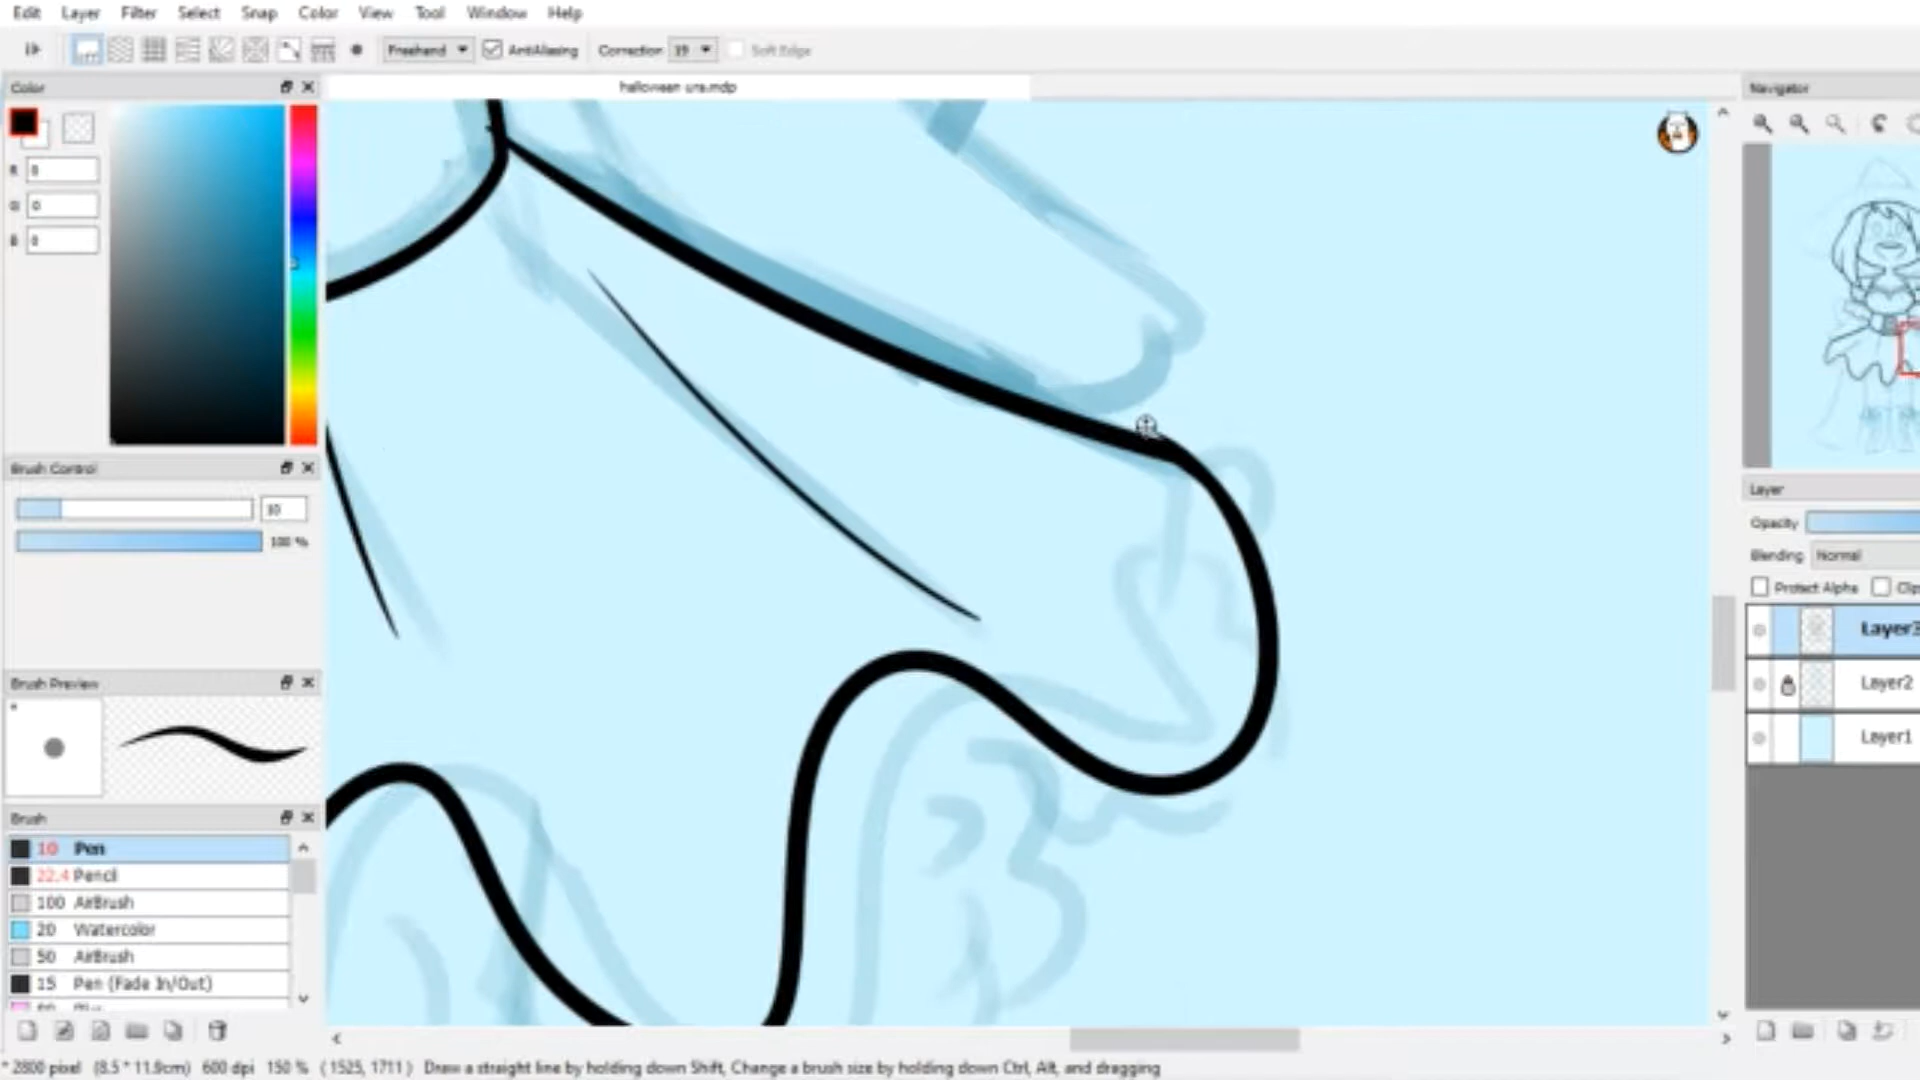 Edit Layer Filter Select Snap Color View Tool Window Help
Freehand AntiAliasing Correction 19 Soft Edge
Color
halloween ura.mdp
Navigator
R 0
G 0
B 0
Brush Control
10
100 %
Brush Preview
Brush
10 Pen
22.4 Pencil
100 AirBrush
20 Watercolor
50 AirBrush
15 Pen (Fade In/Out)
Layer
Opacity
Blending Normal
Protect Alpha
Layer3
Layer2
Layer1
* 2800 pixel (8.5 * 11.9cm) 600 dpi 150 % ( 1525, 1711 ) Draw a straight line by holding down Shift, Change a brush size by holding down Ctrl, Alt, and dragging